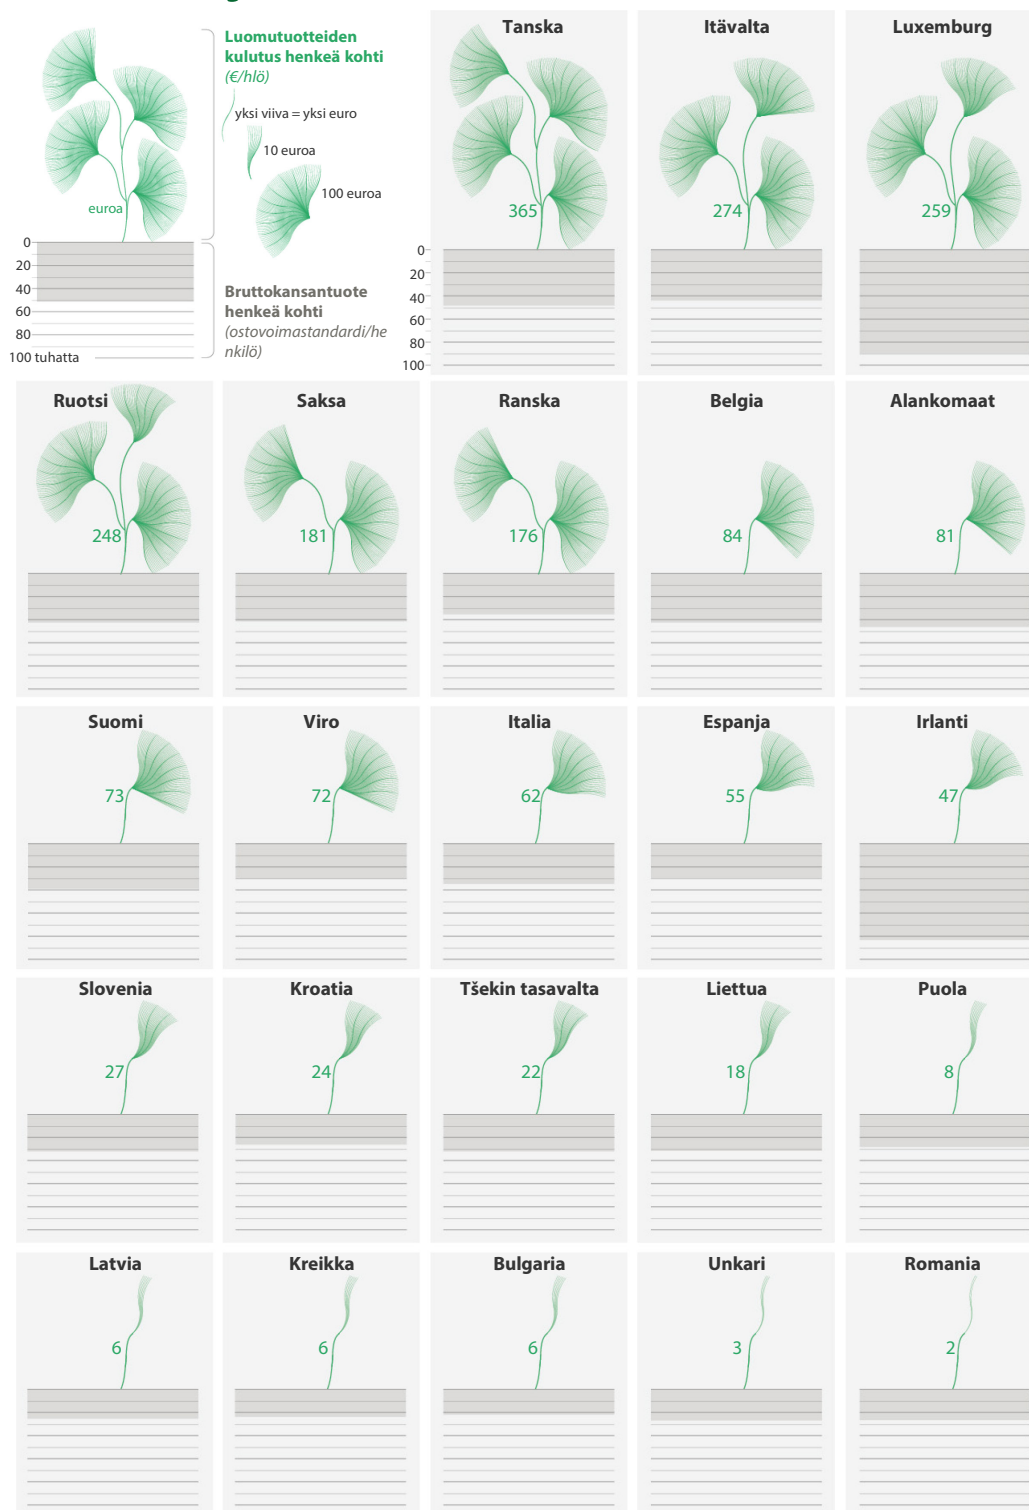 Luomutuotteiden
kulutus henkeä kohti
(€/hlö)
yksi viiva = yksi euro
10 euroa
100 euroa
euroa
0
20
40
60
80
100 tuhatta
Bruttokansantuote
henkeä kohti
(ostovoimastandardi/he
nkilö)
Tanska
365
0
20
40
60
80
100
Itävalta
274
Luxemburg
259
Ruotsi
248
Saksa
181
Ranska
176
Belgia
84
Alankomaat
81
Suomi
73
Viro
72
Italia
62
Espanja
55
Irlanti
47
Slovenia
27
Kroatia
24
Tšekin tasavalta
22
Liettua
18
Puola
8
Latvia
6
Kreikka
6
Bulgaria
6
Unkari
3
Romania
2